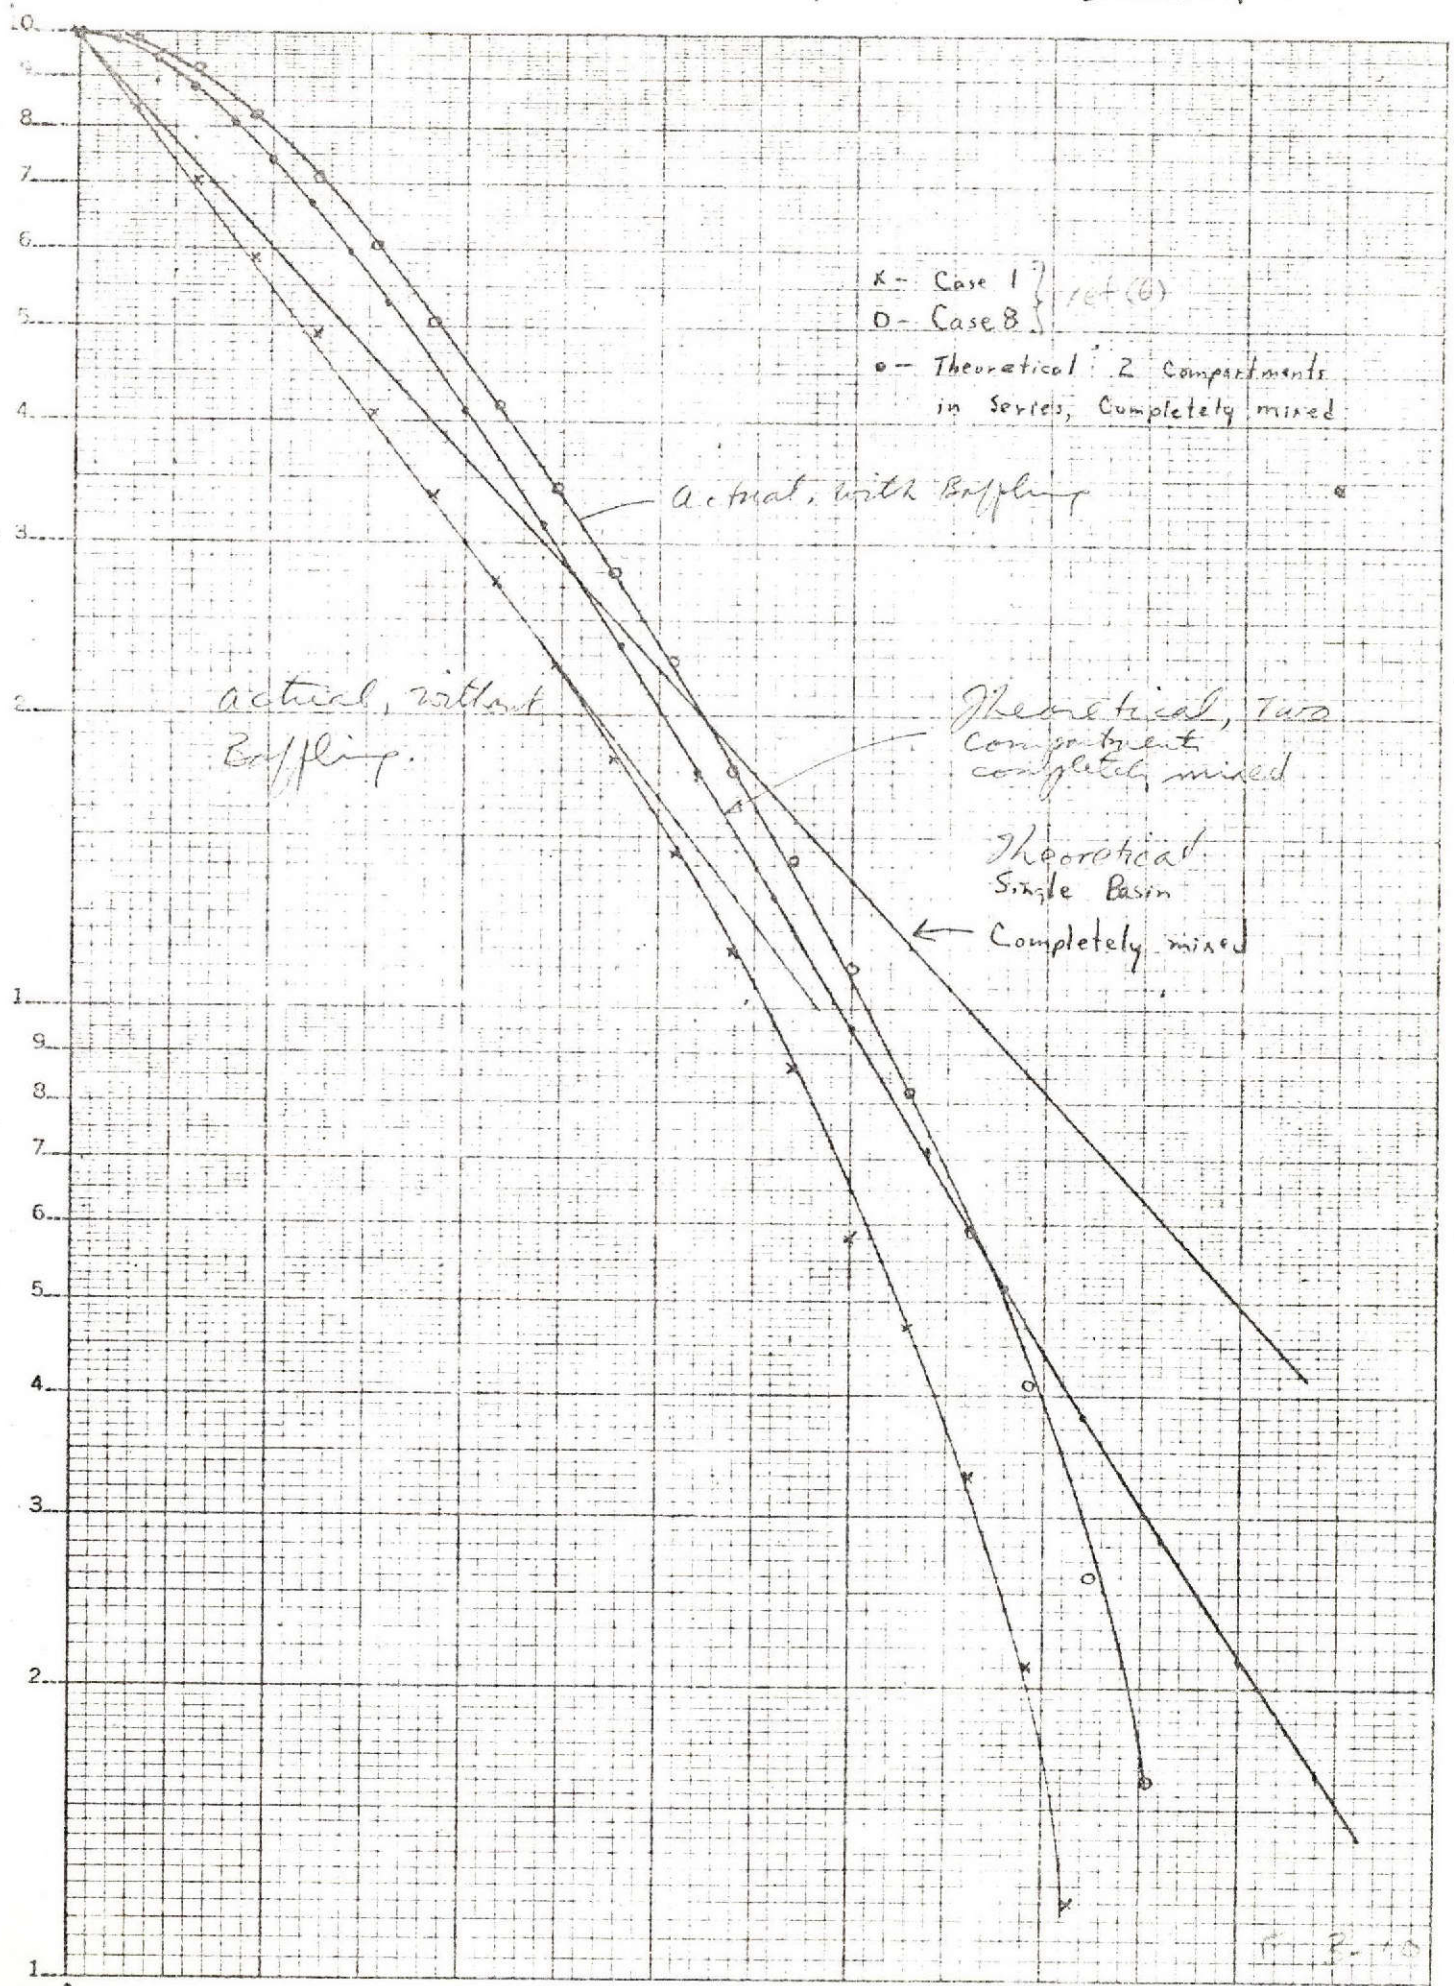 10
9
8
7
6
5
4
3
2
1
9
8
7
6
5
4
3
2
1
x - Case 1
O - Case 8
ref (6)
• - Theoretical : 2 Compartments
in Series, Completely mixed
Actual, with Baffling
actual, without
Baffling.
Theoretical, Two
compartments
completely mixed
Theoretical
Single Basin
Completely mixed